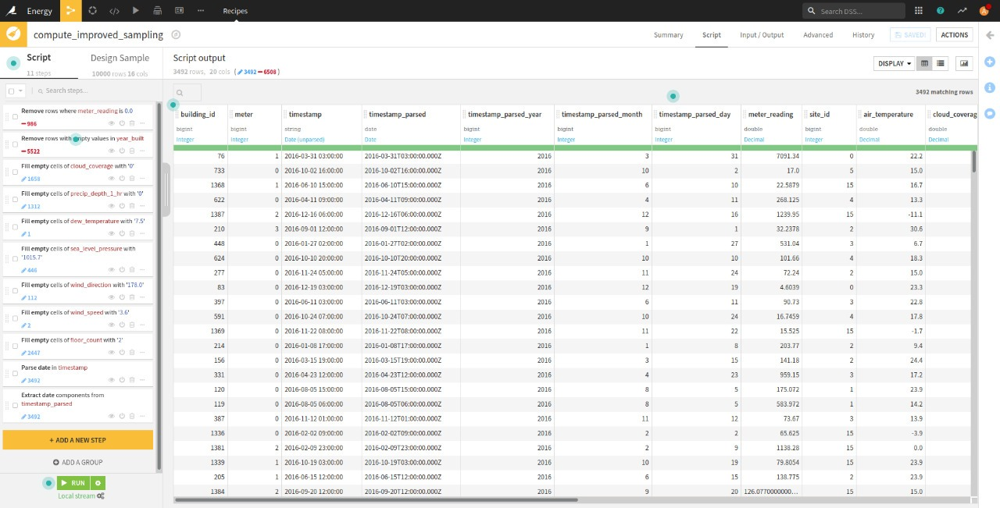 Energy
Recipes
Search DSS...
compute_improved_sampling
Summary
Script
Input / Output
Advanced
History
SAVED!
ACTIONS
Script
11 steps
Design Sample
10000 rows 16 cols
Script output
3492 rows, 20 cols ( 3492 6508 )
DISPLAY
Search steps...
3492 matching rows
Remove rows where meter_reading is 0.0
986
Remove rows with empty values in year_built
5522
Fill empty cells of cloud_coverage with '0'
1658
Fill empty cells of precip_depth_1_hr with '0'
1312
Fill empty cells of dew_temperature with '7.5'
1
Fill empty cells of sea_level_pressure with
'1015.7'
446
Fill empty cells of wind_direction with '178.0'
112
Fill empty cells of wind_speed with '3.6'
2
Fill empty cells of floor_count with '2'
2447
Parse date in timestamp
3492
Extract date components from
timestamp_parsed
3492
+ ADD A NEW STEP
ADD A GROUP
RUN
Local stream
building_id meter timestamp timestamp_parsed timestamp_parsed_year timestamp_parsed_month timestamp_parsed_day meter_reading site_id air_temperature cloud_coverag
bigint bigint string date bigint bigint bigint double bigint double double
Integer Integer Date (unparsed) Date Integer Integer Integer Decimal Integer Decimal Decimal
76 1 2016-03-31 03:00:00 2016-03-31T03:00:00.000Z 2016 3 31 7091.34 0 22.2
733 0 2016-10-02 16:00:00 2016-10-02T16:00:00.000Z 2016 10 2 17.0 5 15.0
1368 1 2016-06-10 15:00:00 2016-06-10T15:00:00.000Z 2016 6 10 22.5879 15 16.7
622 0 2016-04-11 09:00:00 2016-04-11T09:00:00.000Z 2016 4 11 268.125 4 13.3
1387 2 2016-12-16 06:00:00 2016-12-16T06:00:00.000Z 2016 12 16 1239.95 15 -11.1
210 3 2016-09-01 12:00:00 2016-09-01T12:00:00.000Z 2016 9 1 32.2378 2 30.6
448 0 2016-01-27 02:00:00 2016-01-27T02:00:00.000Z 2016 1 27 531.04 3 6.7
624 0 2016-10-10 20:00:00 2016-10-10T20:00:00.000Z 2016 10 10 101.66 4 18.3
277 0 2016-11-24 05:00:00 2016-11-24T05:00:00.000Z 2016 11 24 72.24 2 15.0
83 0 2016-12-19 03:00:00 2016-12-19T03:00:00.000Z 2016 12 19 4.6039 0 23.3
397 0 2016-06-11 03:00:00 2016-06-11T03:00:00.000Z 2016 6 11 90.73 3 22.8
591 0 2016-10-24 07:00:00 2016-10-24T07:00:00.000Z 2016 10 24 16.7459 4 17.8
1369 0 2016-11-22 08:00:00 2016-11-22T08:00:00.000Z 2016 11 22 15.525 15 -1.7
214 0 2016-01-08 17:00:00 2016-01-08T17:00:00.000Z 2016 1 8 203.77 2 9.4
156 0 2016-03-15 19:00:00 2016-03-15T19:00:00.000Z 2016 3 15 141.18 2 24.4
331 0 2016-04-23 12:00:00 2016-04-23T12:00:00.000Z 2016 4 23 959.15 3 17.2
120 0 2016-08-05 15:00:00 2016-08-05T15:00:00.000Z 2016 8 5 175.072 1 23.9
119 0 2016-08-05 06:00:00 2016-08-05T06:00:00.000Z 2016 8 5 583.972 1 14.2
387 0 2016-11-12 01:00:00 2016-11-12T01:00:00.000Z 2016 11 12 73.67 3 13.9
1336 0 2016-02-02 09:00:00 2016-02-02T09:00:00.000Z 2016 2 2 65.625 15 -3.9
1381 2 2016-02-09 23:00:00 2016-02-09T23:00:00.000Z 2016 2 9 1138.28 15 0.0
1339 1 2016-10-19 03:00:00 2016-10-19T03:00:00.000Z 2016 10 19 79.8054 15 23.9
205 1 2016-06-15 12:00:00 2016-06-15T12:00:00.000Z 2016 6 15 138.775 2 23.9
1384 2 2016-09-20 12:00:00 2016-09-20T12:00:00.000Z 2016 9 20 126.0770000000... 15 15.0